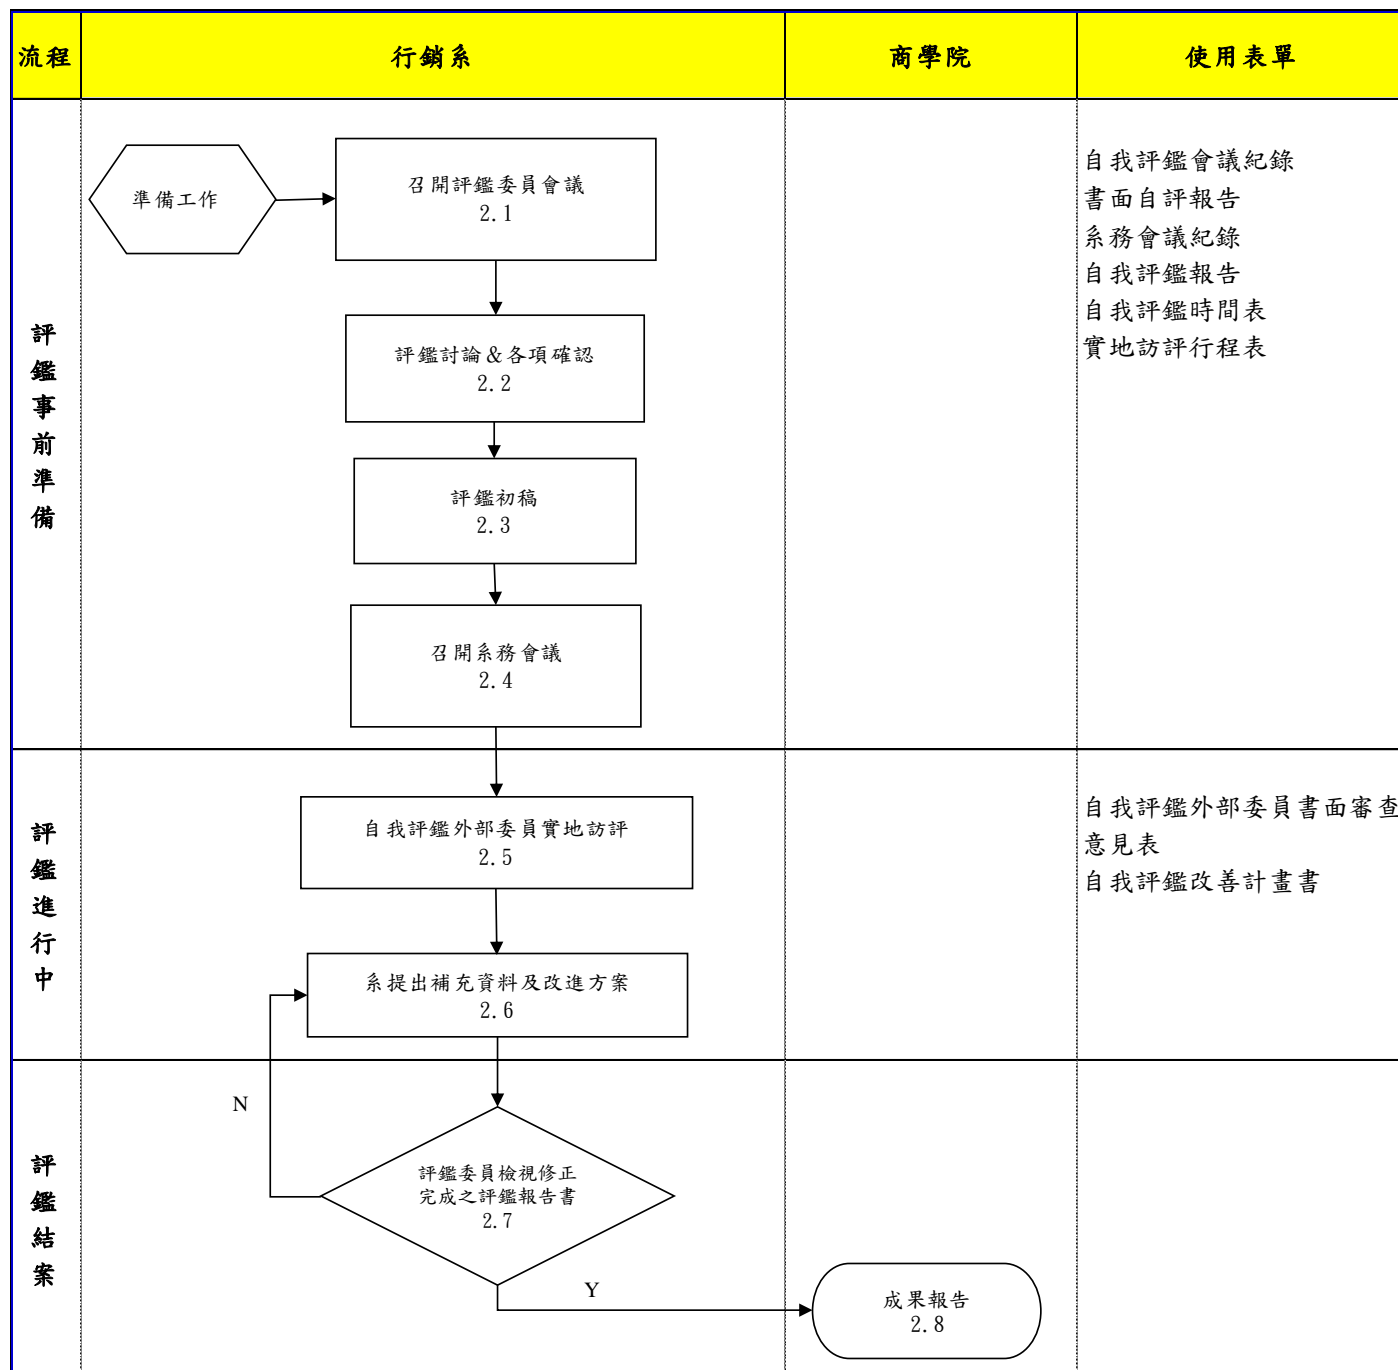 流程
行銷系
商學院
使用表單
評鑑事前準備
準備工作
召開評鑑委員會議
2.1
評鑑討論&各項確認
2.2
評鑑初稿
2.3
召開系務會議
2.4
自我評鑑會議紀錄
書面自評報告
系務會議紀錄
自我評鑑報告
自我評鑑時間表
實地訪評行程表
評鑑進行中
自我評鑑外部委員實地訪評
2.5
系提出補充資料及改進方案
2.6
自我評鑑外部委員書面審查
意見表
自我評鑑改善計畫書
評鑑結案
N
評鑑委員檢視修正
完成之評鑑報告書
2.7
Y
成果報告
2.8